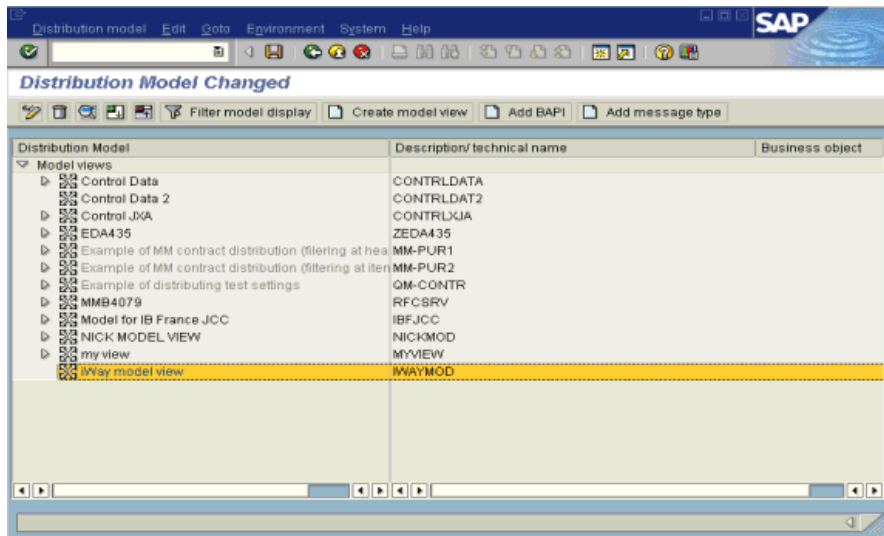 Distribution model Edit Goto Environment System Help
SAP
Distribution Model Changed
Filter model display Create model view Add BAPI Add message type
Distribution Model Description/technical name Business object
Model views
Control Data CONTRLDATA
Control Data 2 CONTRLDAT2
Control JXA CONTRLXJA
EDA435 ZEDA435
Example of MM contract distribution (filering at hea MM-PUR1
Example of MM contract distribution (filtering at iten MM-PUR2
Example of distributing test settings QM-CONTR
MMB4079 RFCSRV
Model for IB France JCC IBFJCC
NICK MODEL VIEW NICKMOD
my view MYVIEW
iWay model view IWAYMOD